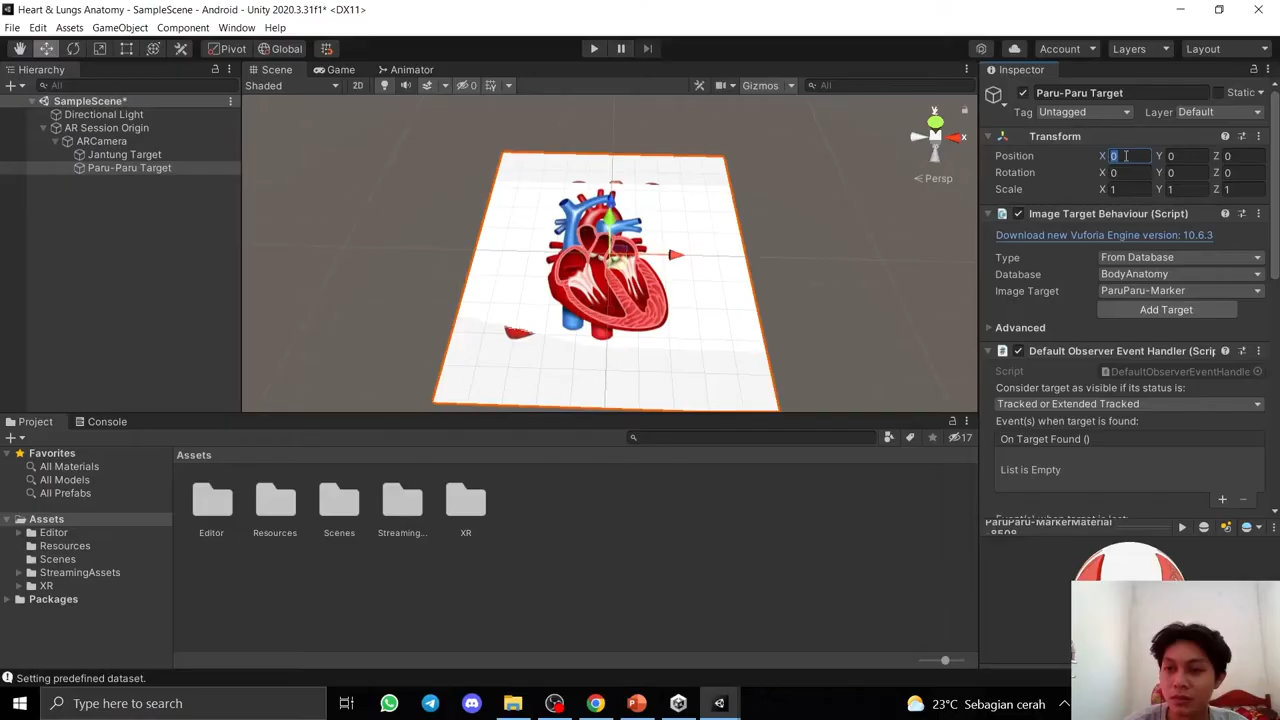 Heart & Lungs Anatomy - SampleScene - Android - Unity 2020.3.31f1* <DX11>
File Edit Assets GameObject Component Window Help
Pivot Global Account Layers Layout
Hierarchy
All
SampleScene*
Directional Light
AR Session Origin
ARCamera
Jantung Target
Paru-Paru Target
Scene Game Animator
Shaded 2D 0 Gizmos All
y
x
Persp
Inspector
Paru-Paru Target Static
Tag Untagged Layer Default
Transform
Position X 0 Y 0 Z 0
Rotation X 0 Y 0 Z 0
Scale X 1 Y 1 Z 1
Image Target Behaviour (Script)
Download new Vuforia Engine version: 10.6.3
Type From Database
Database BodyAnatomy
Image Target ParuParu-Marker
Add Target
Advanced
Default Observer Event Handler (Scrip
Script DefaultObserverEventHandle
Consider target as visible if its status is:
Tracked or Extended Tracked
Event(s) when target is found:
On Target Found ()
List is Empty
Event(s) when target is lost:
ParuParu-MarkerMaterial
Project Console
17
Favorites
All Materials
All Models
All Prefabs
Assets
Editor
Resources
Scenes
StreamingAssets
XR
Packages
Assets
Editor Resources Scenes Streaming... XR
Setting predefined dataset.
Type here to search
23°C Sebagian cerah